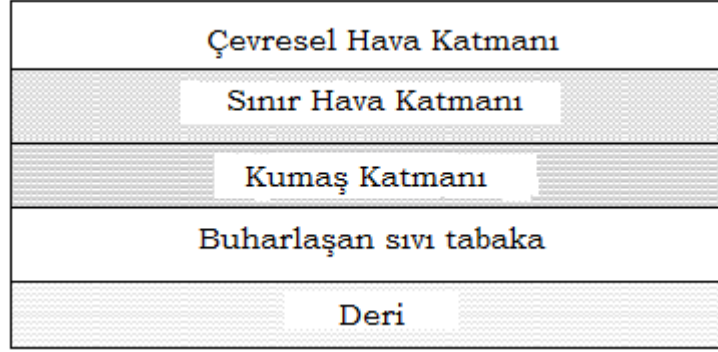 Çevresel Hava Katmanı
Sınır Hava Katmanı
Kumaş Katmanı
Buharlaşan sıvı tabaka
Deri